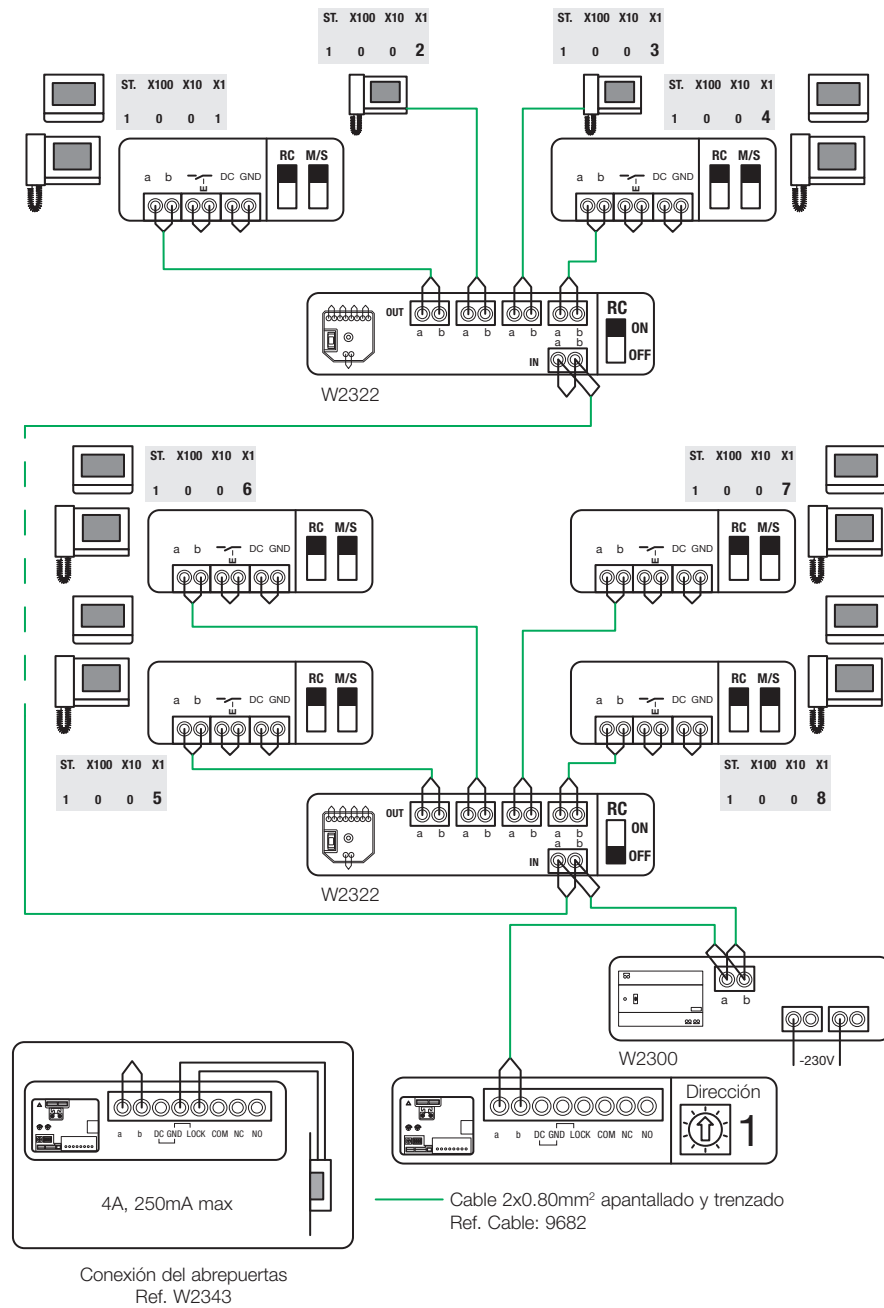 ST. X100 X10 X1
1 0 0 2
ST. X100 X10 X1
1 0 0 3
ST. X100 X10 X1
1 0 0 1
ST. X100 X10 X1
1 0 0 4
a b DC GND
RC M/S
a b DC GND
RC M/S
OUT
a b a b a b a b
a b
IN
RC
ON
OFF
W2322
ST. X100 X10 X1
1 0 0 6
ST. X100 X10 X1
1 0 0 7
a b DC GND
RC M/S
a b DC GND
RC M/S
a b DC GND
RC M/S
a b DC GND
RC M/S
ST. X100 X10 X1
1 0 0 5
ST. X100 X10 X1
1 0 0 8
OUT
a b a b a b a b
a b
IN
RC
ON
OFF
W2322
a b
W2300
-230V
a b DC GND LOCK COM NC NO
4A, 250mA max
Conexión del abrepuertas
Ref. W2343
a b DC GND LOCK COM NC NO
Dirección
1
Cable 2x0.80mm² apantallado y trenzado
Ref. Cable: 9682